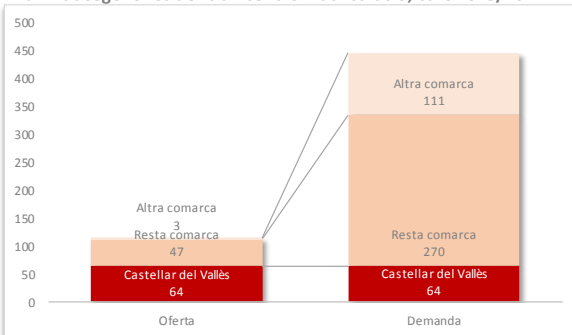 500
450
400
350
300
250
200
150
100
50
0
Altra comarca
3
Resta comarca
47
Castellar del Vallès
64
Altra comarca
111
Resta comarca
270
Castellar del Vallès
64
Oferta
Demanda